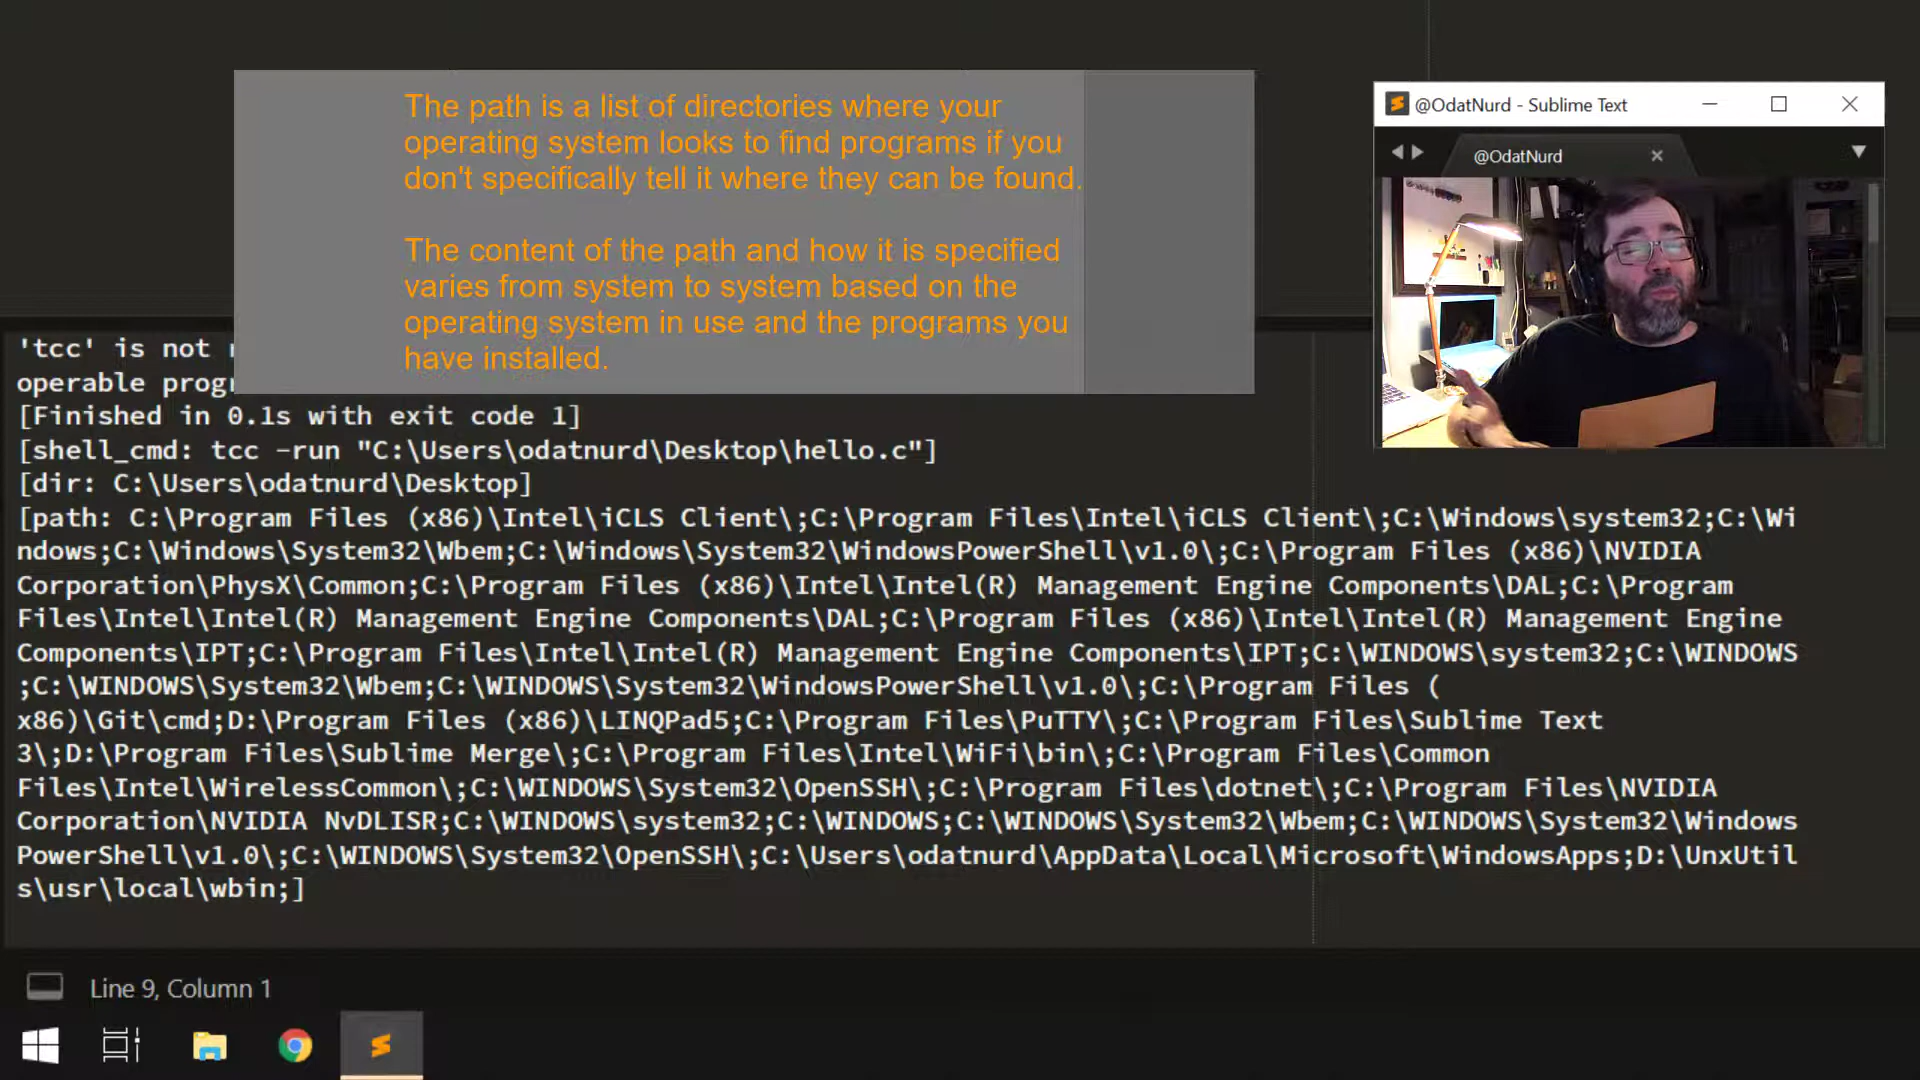 The path is a list of directories where your
operating system looks to find programs if you
don't specifically tell it where they can be found.
The content of the path and how it is specified
varies from system to system based on the
operating system in use and the programs you
have installed.
@OdatNurd - Sublime Text
@OdatNurd
'tcc' is not
operable
[Finished in 0.1s with exit code 1]
[shell_cmd: tcc -run "C:\Users\odatnurd\Desktop\hello.c"]
[dir: C:\Users\odatnurd\Desktop]
[path: C:\Program Files (x86)\Intel\iCLS Client\;C:\Program Files\Intel\iCLS Client\;C:\Windows\system32;C:\Wi
ndows;C:\Windows\System32\Wbem;C:\Windows\System32\WindowsPowerShell\v1.0\;C:\Program Files (x86)\NVIDIA
Corporation\PhysX\Common;C:\Program Files (x86)\Intel\Intel(R) Management Engine Components\DAL;C:\Program
Files\Intel\Intel(R) Management Engine Components\DAL;C:\Program Files (x86)\Intel\Intel(R) Management Engine
Components\IPT;C:\Program Files\Intel\Intel(R) Management Engine Components\IPT;C:\WINDOWS\system32;C:\WINDOWS
;C:\WINDOWS\System32\Wbem;C:\WINDOWS\System32\WindowsPowerShell\v1.0\;C:\Program Files (
x86)\Git\cmd;D:\Program Files (x86)\LINQPad5;C:\Program Files\PuTTY\;C:\Program Files\Sublime Text
3\;D:\Program Files\Sublime Merge\;C:\Program Files\Intel\WiFi\bin\;C:\Program Files\Common
Files\Intel\WirelessCommon\;C:\WINDOWS\System32\OpenSSH\;C:\Program Files\dotnet\;C:\Program Files\NVIDIA
Corporation\NVIDIA NvDLISR;C:\WINDOWS\system32;C:\WINDOWS;C:\WINDOWS\System32\Wbem;C:\WINDOWS\System32\Windows
PowerShell\v1.0\;C:\WINDOWS\System32\OpenSSH\;C:\Users\odatnurd\AppData\Local\Microsoft\WindowsApps;D:\UnxUtil
s\usr\local\wbin;]
Line 9, Column 1